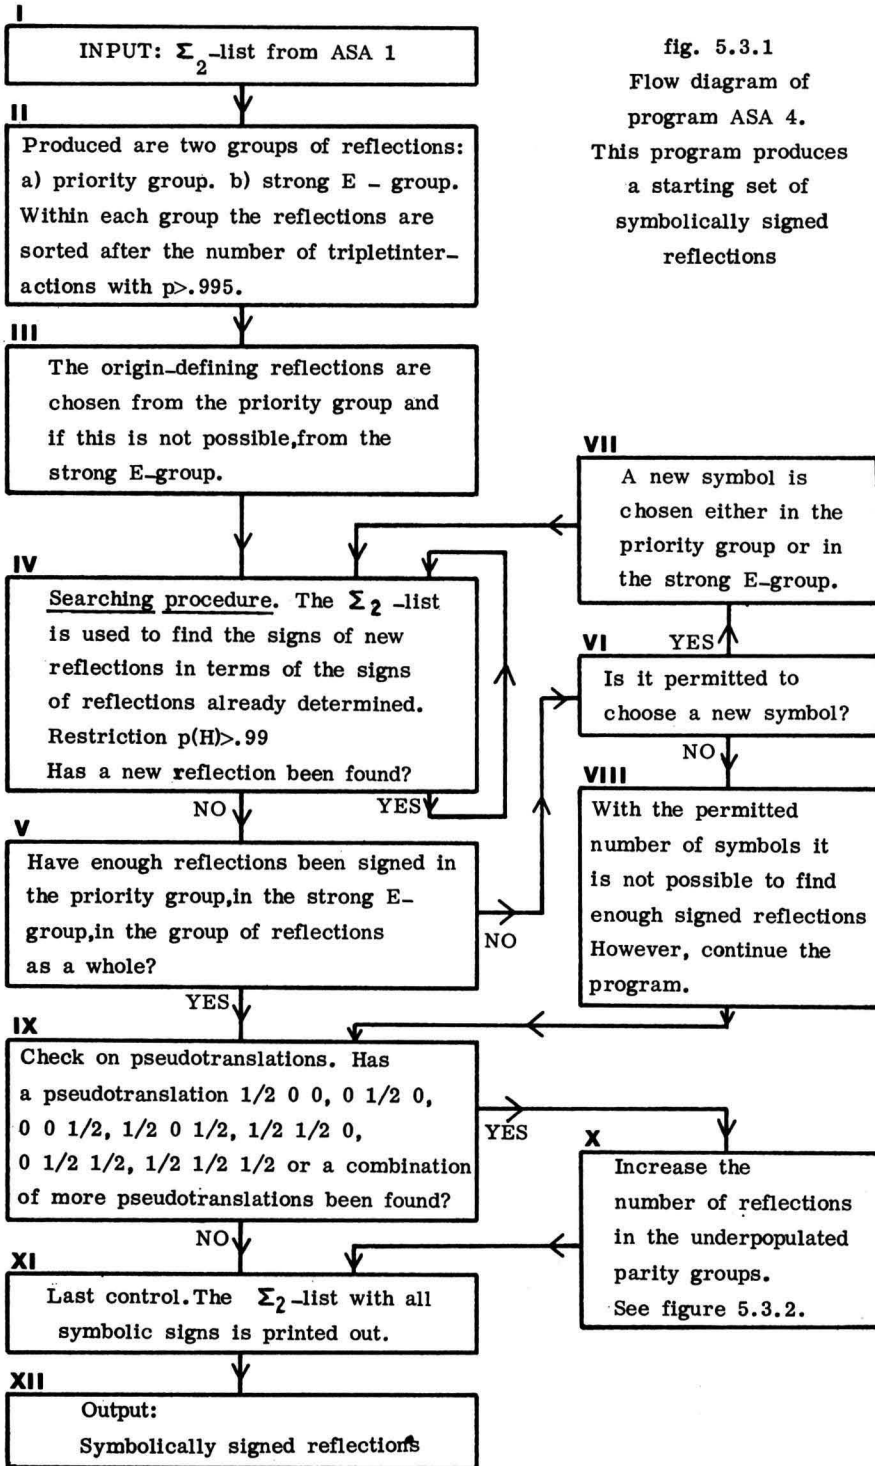 I
INPUT: Σ2-list from ASA 1
fig. 5.3.1
Flow diagram of
program ASA 4.
This program produces
a starting set of
symbolically signed
reflections
II
Produced are two groups of reflections:
a) priority group. b) strong E - group.
Within each group the reflections are
sorted after the number of tripletinter-
actions with p>.995.
III
The origin-defining reflections are
chosen from the priority group and
if this is not possible,from the
strong E-group.
VII
A new symbol is
chosen either in the
priority group or in
the strong E-group.
IV
Searching procedure. The Σ2 -list
is used to find the signs of new
reflections in terms of the signs
of reflections already determined.
Restriction p(H)>.99
Has a new reflection been found?
YES
VI
Is it permitted to
choose a new symbol?
NO
NO
YES
VIII
With the permitted
number of symbols it
is not possible to find
enough signed reflections
However, continue the
program.
V
Have enough reflections been signed in
the priority group,in the strong E-
group,in the group of reflections
as a whole?
NO
YES
IX
Check on pseudotranslations. Has
a pseudotranslation 1/2 0 0, 0 1/2 0,
0 0 1/2, 1/2 0 1/2, 1/2 1/2 0,
0 1/2 1/2, 1/2 1/2 1/2 or a combination
of more pseudotranslations been found?
YES
X
Increase the
number of reflections
in the underpopulated
parity groups.
See figure 5.3.2.
NO
XI
Last control.The Σ2-list with all
symbolic signs is printed out.
XII
Output:
Symbolically signed reflections